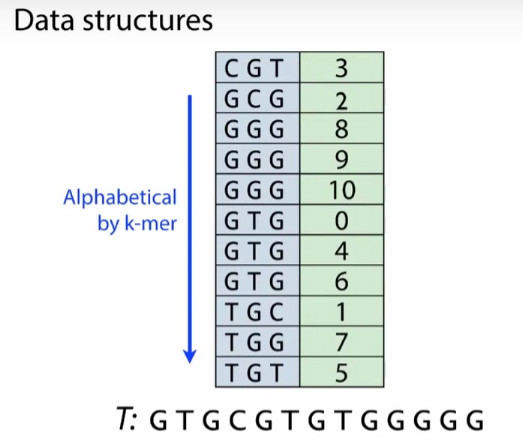 Data structures
C G T 3
G C G 2
G G G 8
G G G 9
G G G 10
G T G 0
G T G 4
G T G 6
T G C 1
T G G 7
T G T 5
Alphabetical
by k-mer
T: G T G C G T G T G G G G G